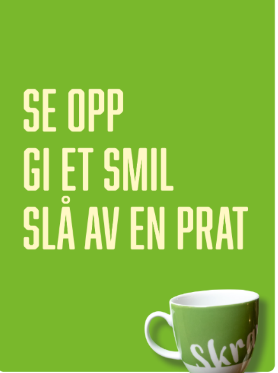 SE OPP
GI ET SMIL
SLÅ AV EN PRAT